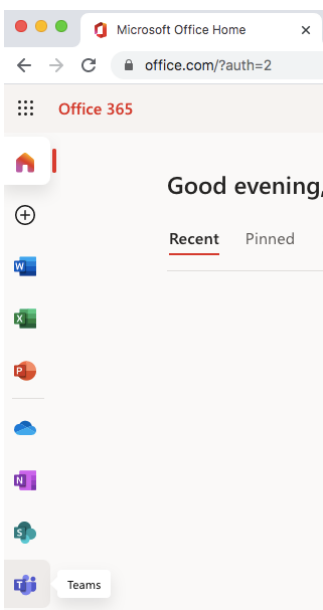 Microsoft Office Home
office.com/?auth=2
Office 365
Good evening,
Recent Pinned
W
X
P
N
S
T
Teams